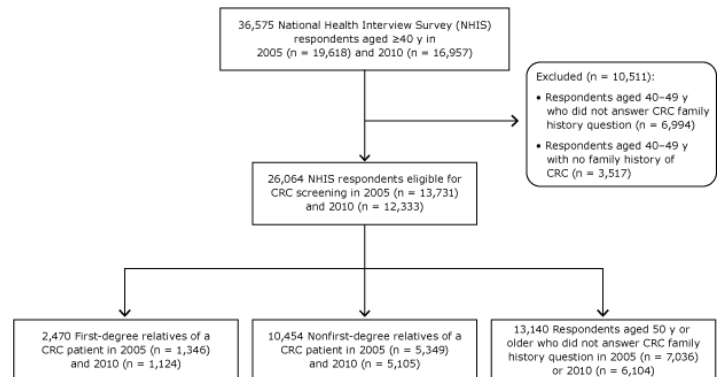 36,575 National Health Interview Survey (NHIS)
respondents aged ≥40 y in
2005 (n = 19,618) and 2010 (n = 16,957)
Excluded (n = 10,511):
• Respondents aged 40–49 y
who did not answer CRC family
history question (n = 6,994)
• Respondents aged 40–49 y
with no family history of
CRC (n = 3,517)
26,064 NHIS respondents eligible for
CRC screening in 2005 (n = 13,731)
and 2010 (n = 12,333)
2,470 First-degree relatives of a
CRC patient in 2005 (n = 1,346)
and 2010 (n = 1,124)
10,454 Nonfirst-degree relatives of a
CRC patient in 2005 (n = 5,349)
and 2010 (n = 5,105)
13,140 Respondents aged 50 y or
older who did not answer CRC family
history question in 2005 (n = 7,036)
or 2010 (n = 6,104)